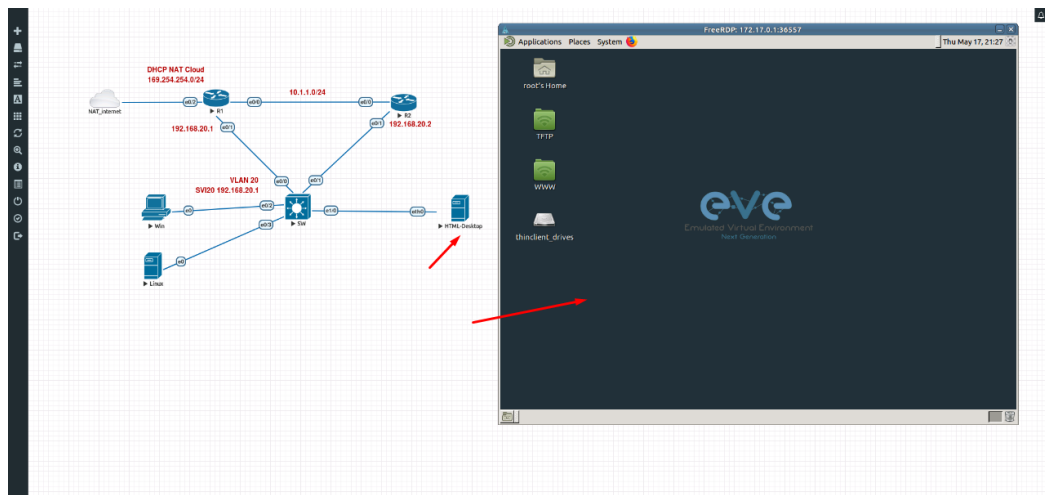 FreeRDP: 172.17.0.1:36557
Applications Places System
Thu May 17, 21:27
root's Home
TFTP
WWW
thinclient_drives
eve
Emulated Virtual Environment
Next Generation
DHCP NAT Cloud
169.254.254.0/24
NAT_internet
e0/2
R1
e0/0
10.1.1.0/24
e0/0
R2
192.168.20.1
e0/1
e0/1
192.168.20.2
VLAN 20
SVI20 192.168.20.1
e0/0
e0/1
Win
e0
e0/2
SW
e1/0
eth0
HTML-Desktop
e0/3
e0
Linux